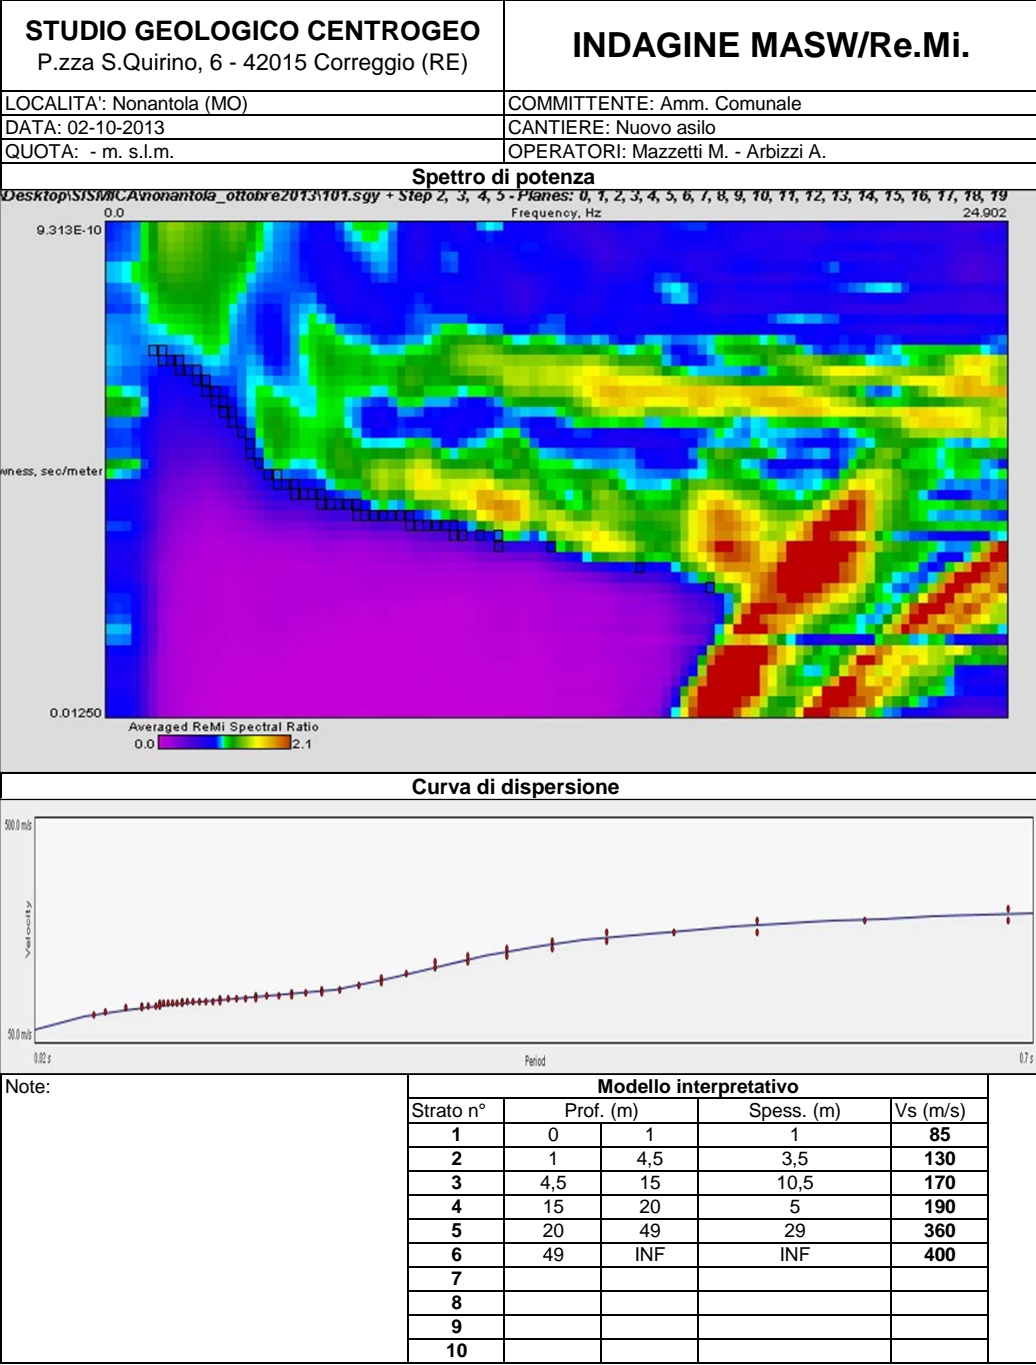 STUDIO GEOLOGICO CENTROGEO
P.zza S.Quirino, 6 - 42015 Correggio (RE)
INDAGINE MASW/Re.Mi.
LOCALITA': Nonantola (MO)
COMMITTENTE: Amm. Comunale
DATA: 02-10-2013
CANTIERE: Nuovo asilo
QUOTA: - m. s.l.m.
OPERATORI: Mazzetti M. - Arbizzi A.
Spettro di potenza
\Desktop\SISMICA\nonantola_ottobre2013\101.sgy + Step 2, 3, 4, 5 - Planes: 0, 1, 2, 3, 4, 5, 6, 7, 8, 9, 10, 11, 12, 13, 14, 15, 16, 17, 18, 19
0.0 Frequency, Hz 24.902
9.313E-10
wness, sec/meter
0.01250
Averaged ReMi Spectral Ratio
0.0 2.1
Curva di dispersione
500.0 m/s
Velocity
50.0 m/s
0.02 s Period 0.7 s
Note:
Modello interpretativo
Strato n° Prof. (m) Spess. (m) Vs (m/s)
1 0 1 1 85
2 1 4,5 3,5 130
3 4,5 15 10,5 170
4 15 20 5 190
5 20 49 29 360
6 49 INF INF 400
7
8
9
10